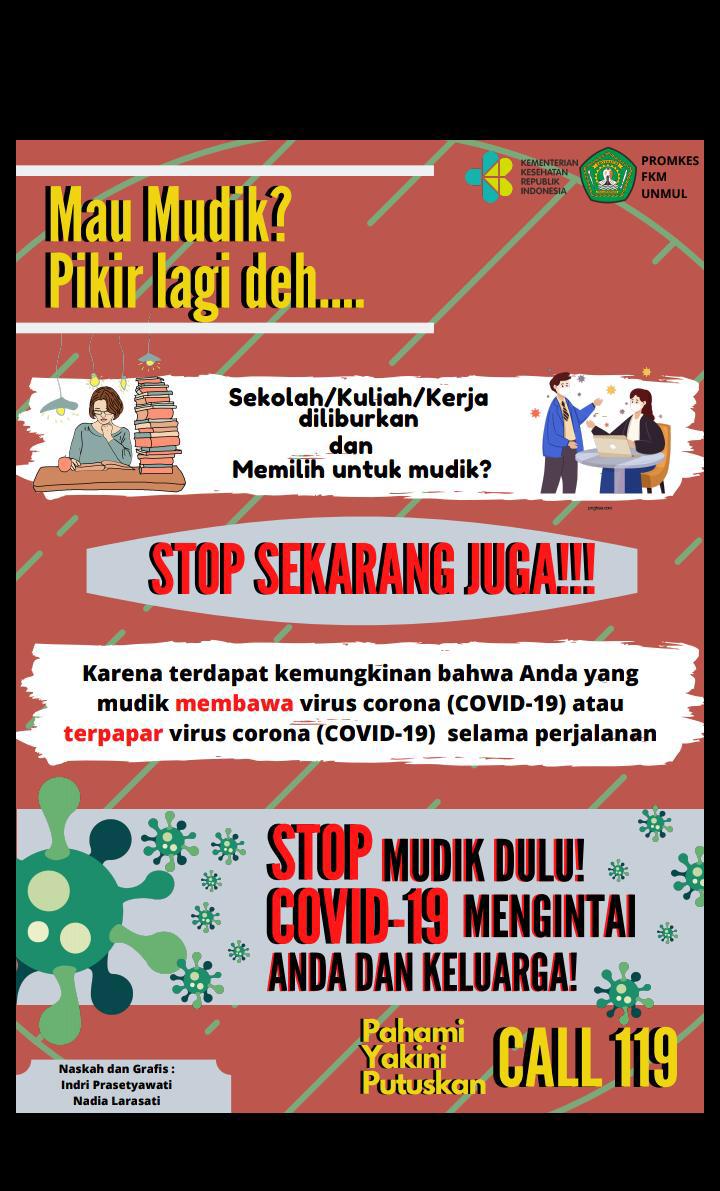 KEMENTERIAN
KESEHATAN
REPUBLIK
INDONESIA
PROMKES
FKM
UNMUL
Mau Mudik?
Pikir lagi deh....
Sekolah/Kuliah/Kerja
diliburkan
dan
Memilih untuk mudik?
STOP SEKARANG JUGA!!!
Karena terdapat kemungkinan bahwa Anda yang
mudik membawa virus corona (COVID-19) atau
terpapar virus corona (COVID-19) selama perjalanan
STOP MUDIK DULU!
COVID-19 MENGINTAI
ANDA DAN KELUARGA!
Pahami
Yakini
Putuskan
CALL 119
Naskah dan Grafis :
Indri Prasetyawati
Nadia Larasati